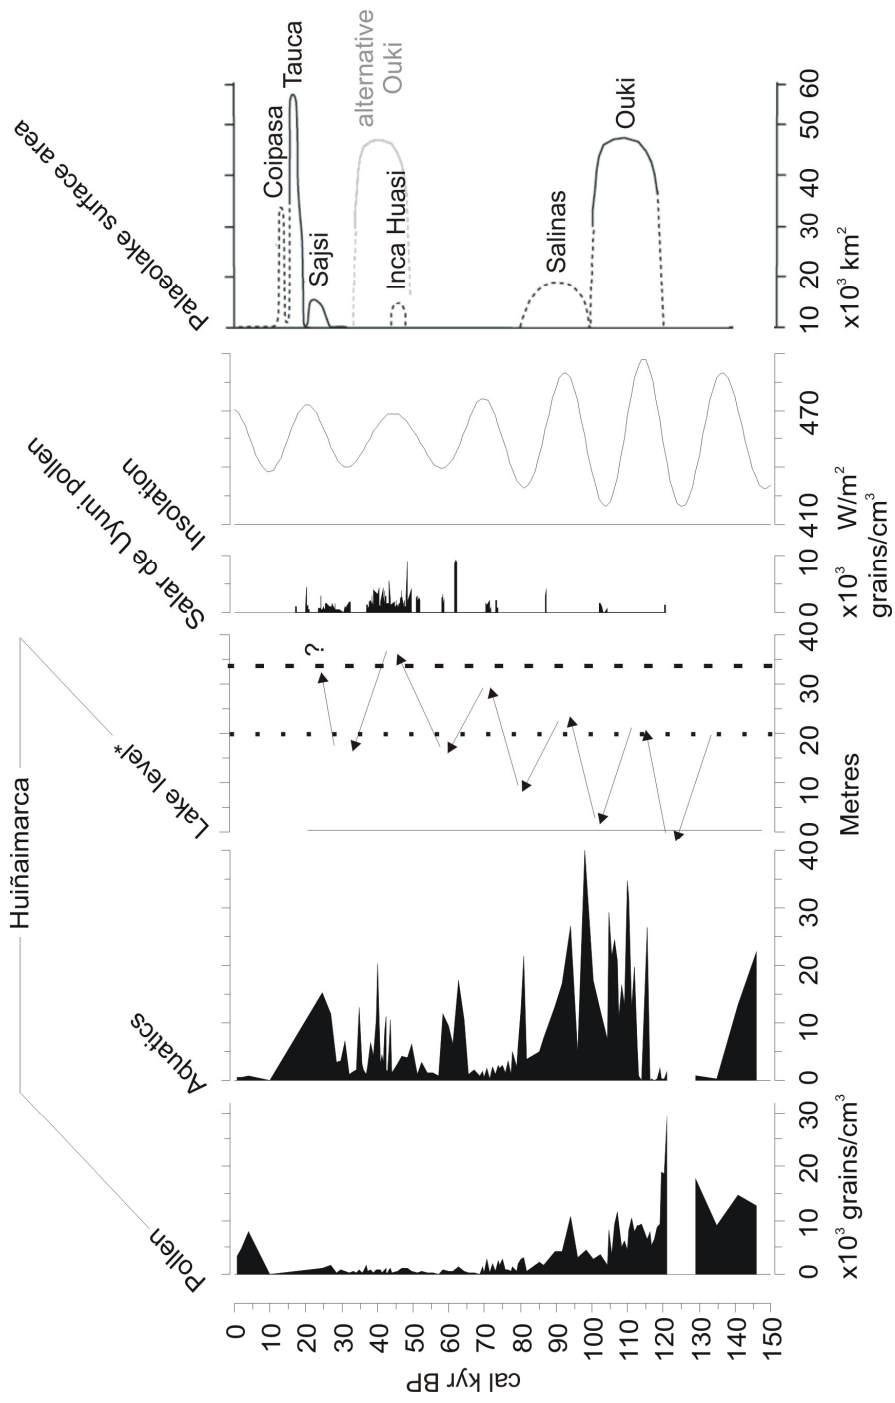 Huiñaimarca
Pollen
Aquatics
Lake level*
Salar de Uyuni pollen
Insolation
Palaeolake surface area
cal kyr BP
0 10 20 30 40 50 60 70 80 90 100 110 120 130 140 150
0 10 20 30
x10³ grains/cm³
0 10 20 30 40
0 10 20 30 40
Metres
?
0 10
x10³
grains/cm³
410 470
W/m²
10 20 30 40 50 60
x10³ km²
Coipasa
Tauca
Sajsi
alternative
Ouki
Inca Huasi
Salinas
Ouki